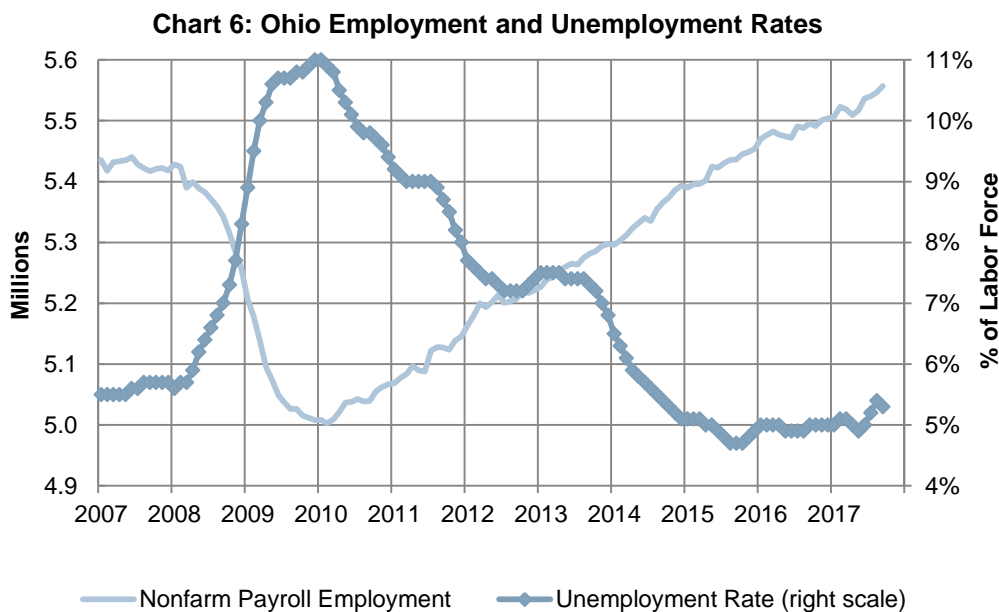 Chart 6: Ohio Employment and Unemployment Rates
Millions
5.6
5.5
5.4
5.3
5.2
5.1
5.0
4.9
11%
10%
9%
8%
7%
6%
5%
4%
% of Labor Force
2007 2008 2009 2010 2011 2012 2013 2014 2015 2016 2017
Nonfarm Payroll Employment
Unemployment Rate (right scale)